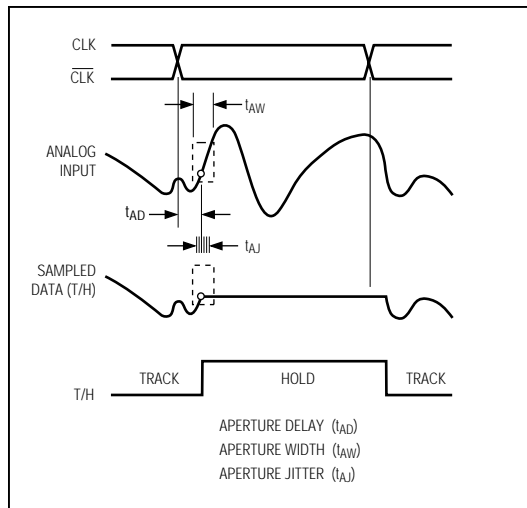 CLK
C̅L̅K̅
tAW
ANALOG
INPUT
tAD
tAJ
SAMPLED
DATA (T/H)
TRACK
HOLD
TRACK
T/H
APERTURE DELAY (tAD)
APERTURE WIDTH (tAW)
APERTURE JITTER (tAJ)